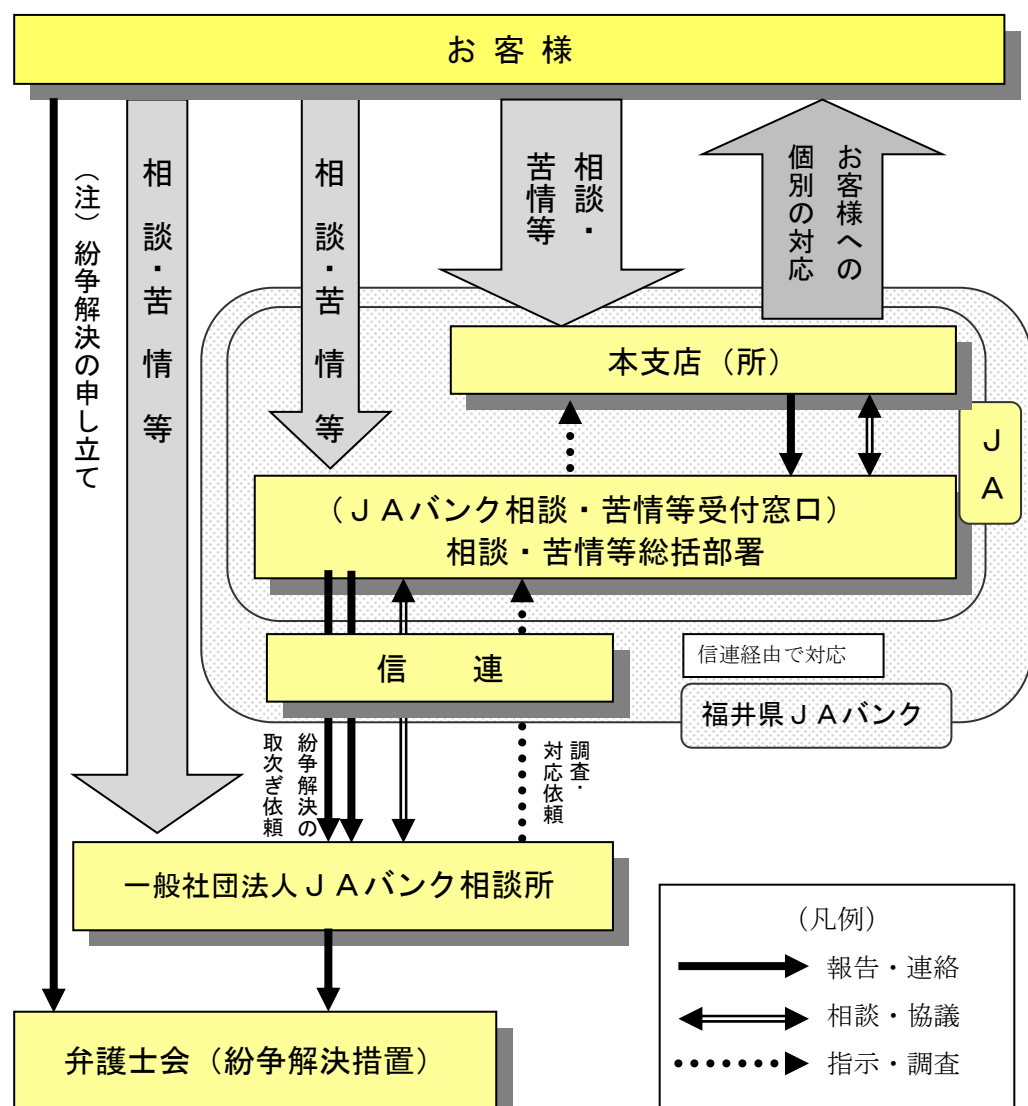 お 客 様
(注)紛争解決の申し立て
相 談・苦 情 等
相 談・苦 情 等
相談・
苦情等
お客様への
個別の対応
本支店(所)
JA
(JAバンク相談・苦情等受付窓口)
相談・苦情等総括部署
信 連
信連経由で対応
福井県JAバンク
紛争解決の
取次ぎ依頼
調査・
対応依頼
一般社団法人JAバンク相談所
弁護士会(紛争解決措置)
(凡例)
報告・連絡
相談・協議
指示・調査